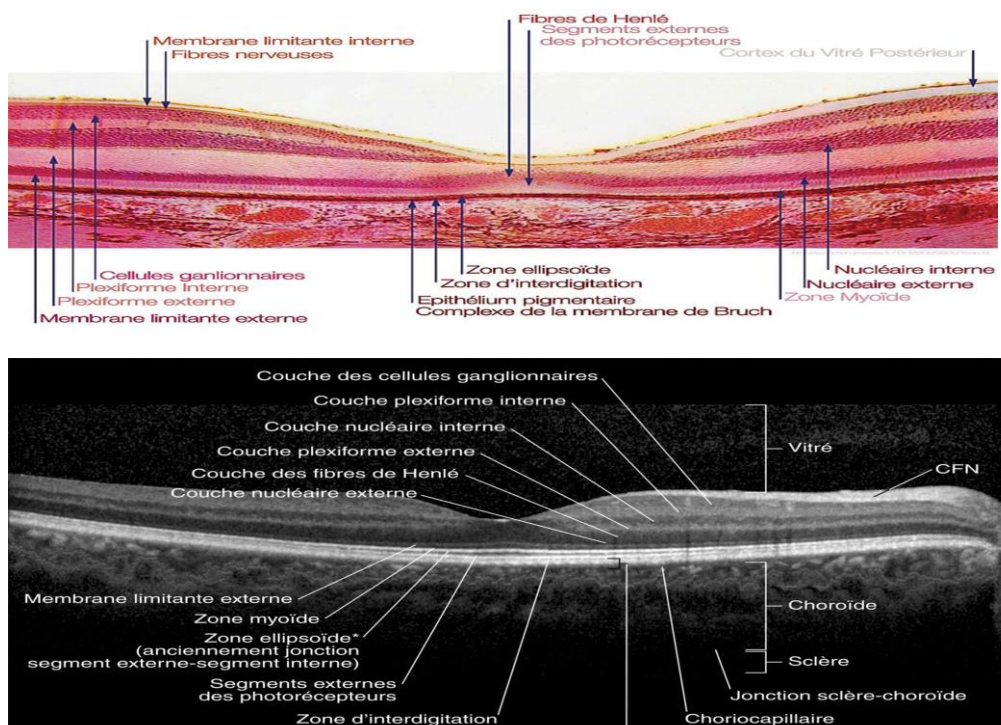 Fibres de Henlé
Segments externes
des photorécepteurs
Membrane limitante interne
Fibres nerveuses
Cortex du Vitré Postérieur
Zone ellipsoïde
Zone d'interdigitation
Epithélium pigmentaire
Complexe de la membrane de Bruch
Cellules ganlionnaires
Plexiforme Interne
Plexiforme externe
Membrane limitante externe
Nucléaire interne
Nucléaire externe
Zone Myoïde
Couche des cellules ganglionnaires
Couche plexiforme interne
Couche nucléaire interne
Couche plexiforme externe
Couche des fibres de Henlé
Couche nucléaire externe
Vitré
CFN
Membrane limitante externe
Zone myoïde
Zone ellipsoïde*
(anciennement jonction
segment externe-segment interne)
Segments externes
des photorécepteurs
Zone d'interdigitation
Choroïde
Sclère
Jonction sclère-choroïde
Choriocapillaire